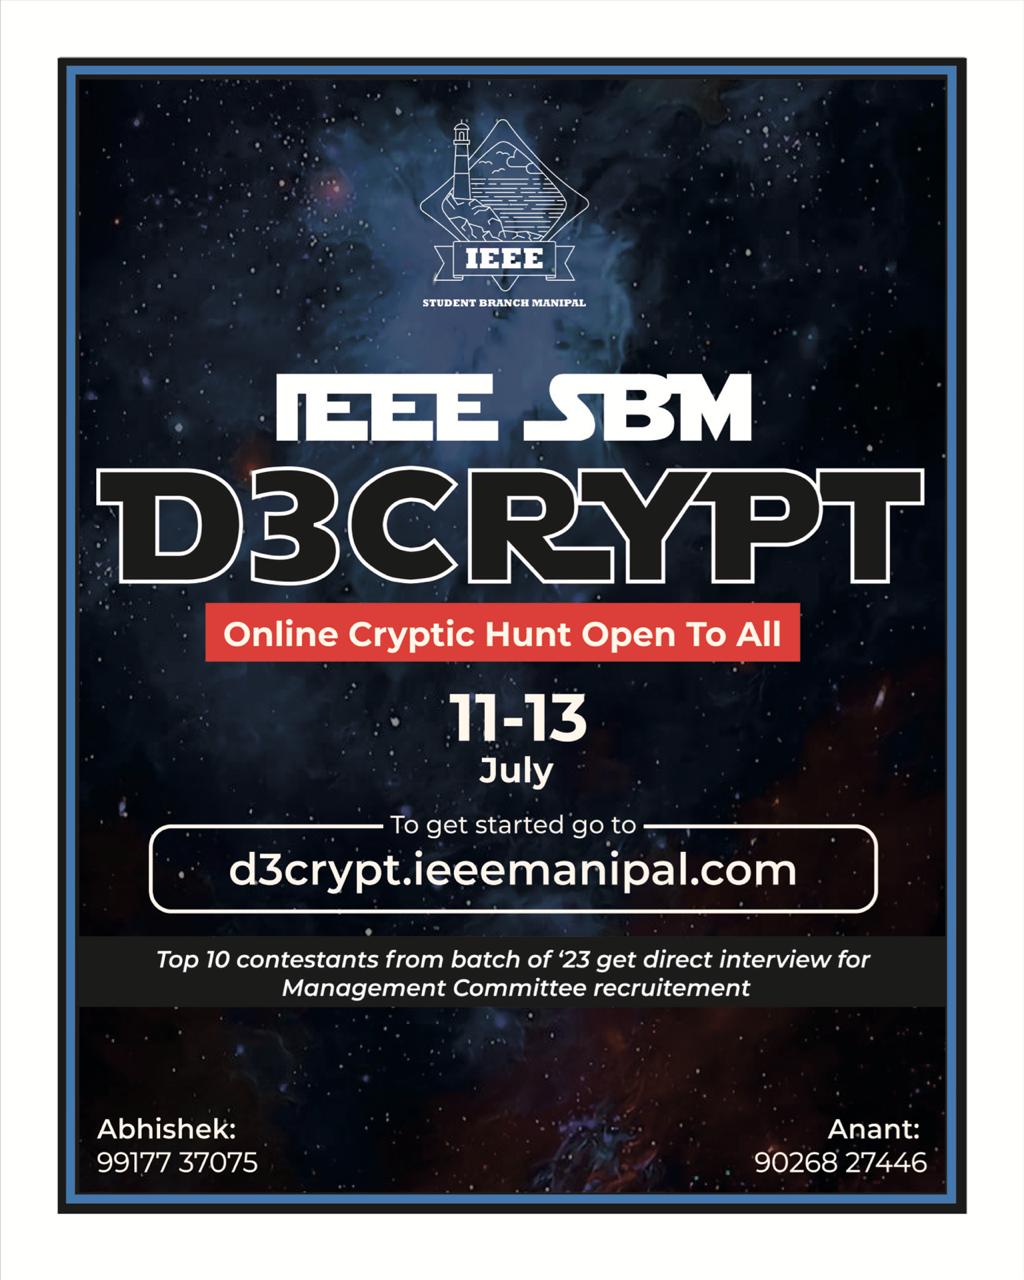 IEEE
STUDENT BRANCH MANIPAL
IEEE SBM
D3CRYPT
Online Cryptic Hunt Open To All
11-13
July
To get started go to
d3crypt.ieeemanipal.com
Top 10 contestants from batch of ‘23 get direct interview for
Management Committee recruitement
Abhishek:
99177 37075
Anant:
90268 27446